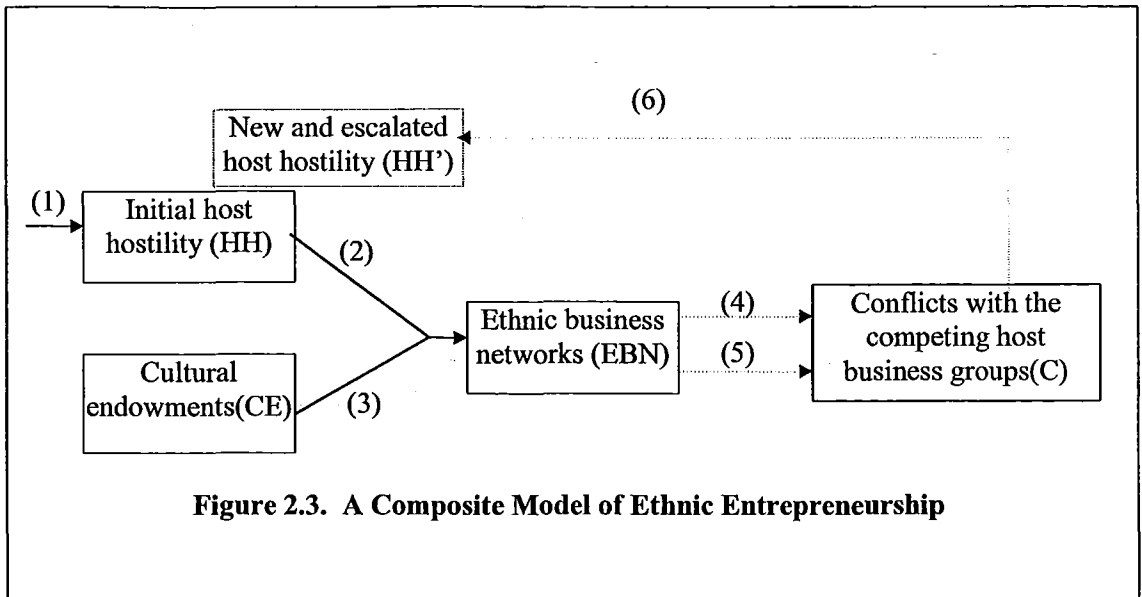 (6)
New and escalated
host hostility (HH’)
(1)
Initial host
hostility (HH)
(2)
Ethnic business
networks (EBN)
(4)
(5)
Conflicts with the
competing host
business groups(C)
Cultural
endowments(CE)
(3)
Figure 2.3. A Composite Model of Ethnic Entrepreneurship